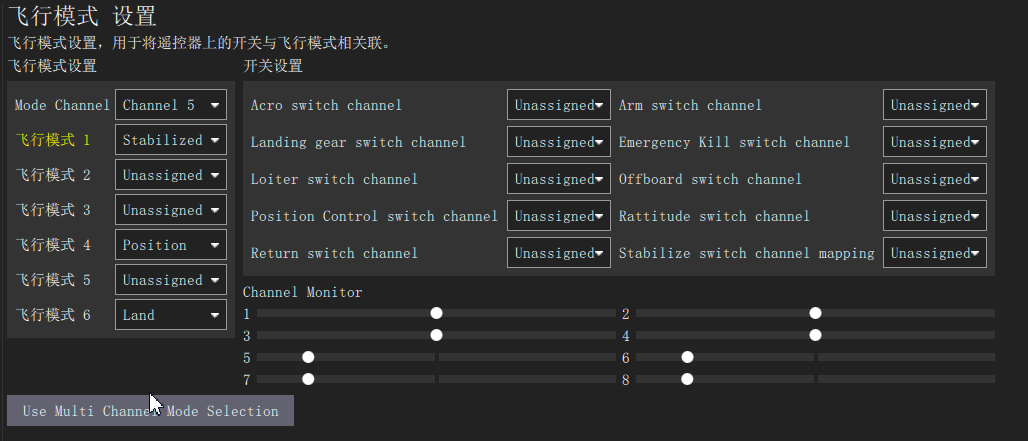 飞行模式 设置
飞行模式设置，用于将遥控器上的开关与飞行模式相关联。
飞行模式设置
Mode Channel Channel 5
飞行模式 1 Stabilized
飞行模式 2 Unassigned
飞行模式 3 Unassigned
飞行模式 4 Position
飞行模式 5 Unassigned
飞行模式 6 Land
开关设置
Acro switch channel Unassigned Arm switch channel Unassigned
Landing gear switch channel Unassigned Emergency Kill switch channel Unassigned
Loiter switch channel Unassigned Offboard switch channel Unassigned
Position Control switch channel Unassigned Rattitude switch channel Unassigned
Return switch channel Unassigned Stabilize switch channel mapping Unassigned
Channel Monitor
1 2
3 4
5 6
7 8
Use Multi Channel Mode Selection